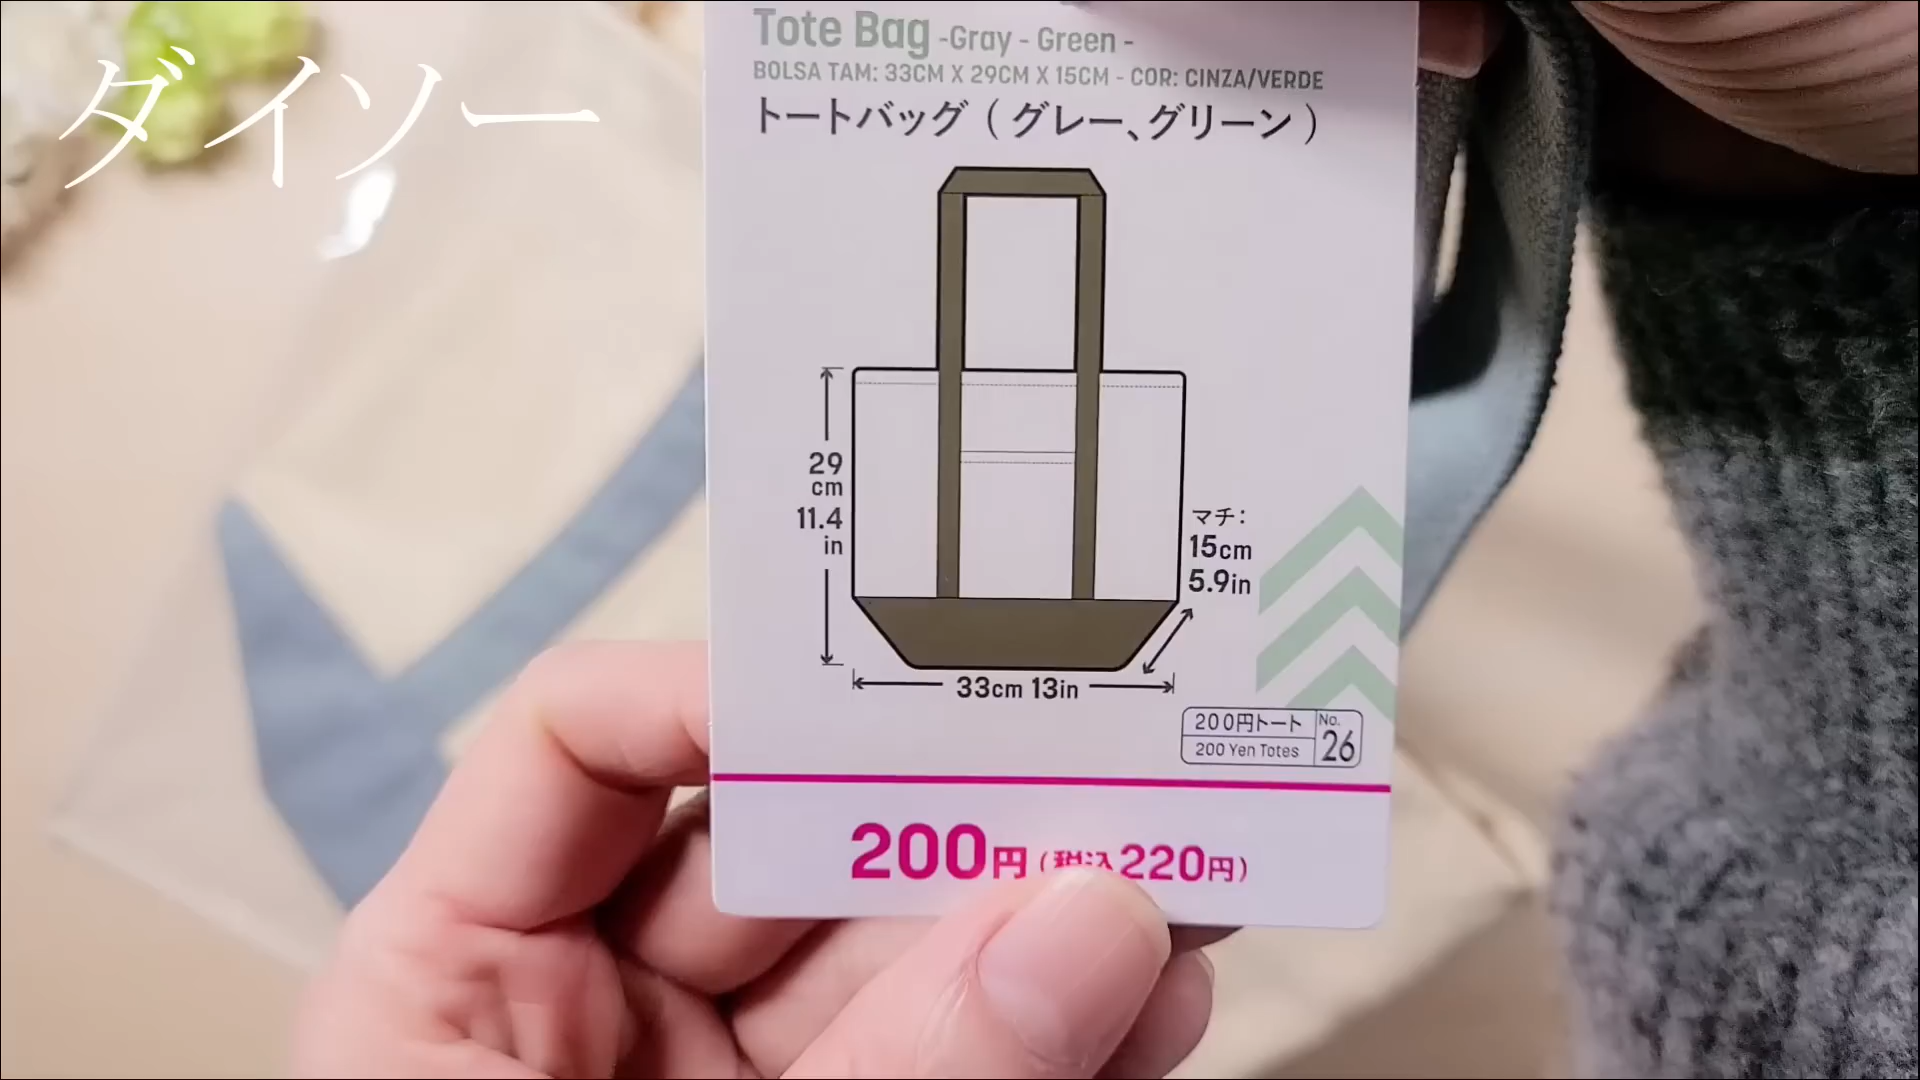 ダイソー
Tote Bag -Gray - Green -
BOLSA TAM: 33CM X 29CM X 15CM - COR: CINZA/VERDE
トートバッグ ( グレー、グリーン )
29
cm
11.4
in
マチ:
15cm
5.9in
33cm 13in
200円トート
200 Yen Totes
No.
26
200円 (税込220円)